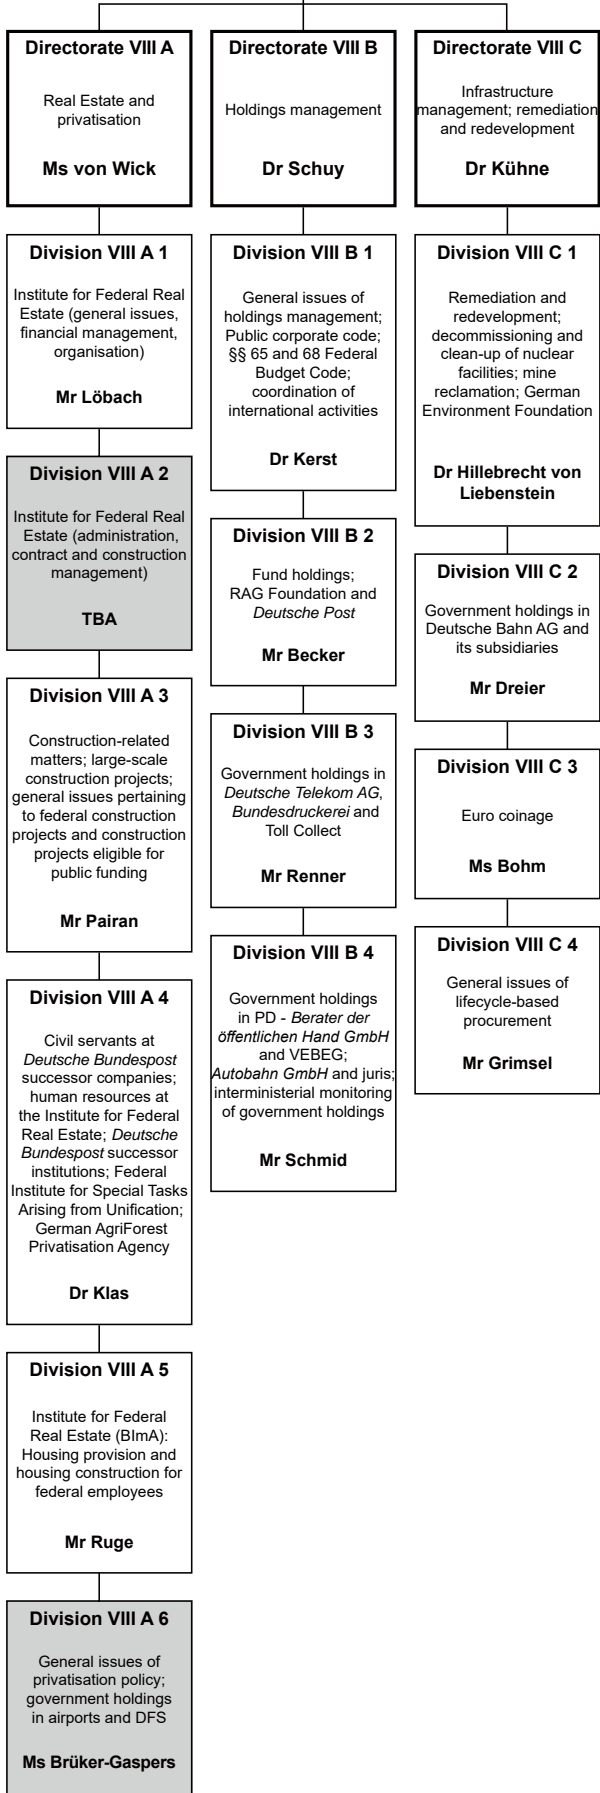 Directorate VIII A
Real Estate and
privatisation
Ms von Wick
Division VIII A 1
Institute for Federal Real
Estate (general issues,
financial management,
organisation)
Mr Löbach
Division VIII A 2
Institute for Federal Real
Estate (administration,
contract and construction
management)
TBA
Division VIII A 3
Construction-related
matters; large-scale
construction projects;
general issues pertaining
to federal construction
projects and construction
projects eligible for
public funding
Mr Pairan
Division VIII A 4
Civil servants at
Deutsche Bundespost
successor companies;
human resources at
the Institute for Federal
Real Estate; Deutsche
Bundespost successor
institutions; Federal
Institute for Special Tasks
Arising from Unification;
German AgriForest
Privatisation Agency
Dr Klas
Division VIII A 5
Institute for Federal
Real Estate (BImA):
Housing provision and
housing construction for
federal employees
Mr Ruge
Division VIII A 6
General issues of
privatisation policy;
government holdings
in airports and DFS
Ms Brüker-Gaspers
Directorate VIII B
Holdings management
Dr Schuy
Division VIII B 1
General issues of
holdings management;
Public corporate code;
§§ 65 and 68 Federal
Budget Code;
coordination of
international activities
Dr Kerst
Division VIII B 2
Fund holdings;
RAG Foundation and
Deutsche Post
Mr Becker
Division VIII B 3
Government holdings in
Deutsche Telekom AG,
Bundesdruckerei and
Toll Collect
Mr Renner
Division VIII B 4
Government holdings
in PD - Berater der
öffentlichen Hand GmbH
and VEBEG;
Autobahn GmbH and juris;
interministerial monitoring
of government holdings
Mr Schmid
Directorate VIII C
Infrastructure
management; remediation
and redevelopment
Dr Kühne
Division VIII C 1
Remediation and
redevelopment;
decommissioning and
clean-up of nuclear
facilities; mine
reclamation; German
Environment Foundation
Dr Hillebrecht von
Liebenstein
Division VIII C 2
Government holdings in
Deutsche Bahn AG and
its subsidiaries
Mr Dreier
Division VIII C 3
Euro coinage
Ms Bohm
Division VIII C 4
General issues of
lifecycle-based
procurement
Mr Grimsel